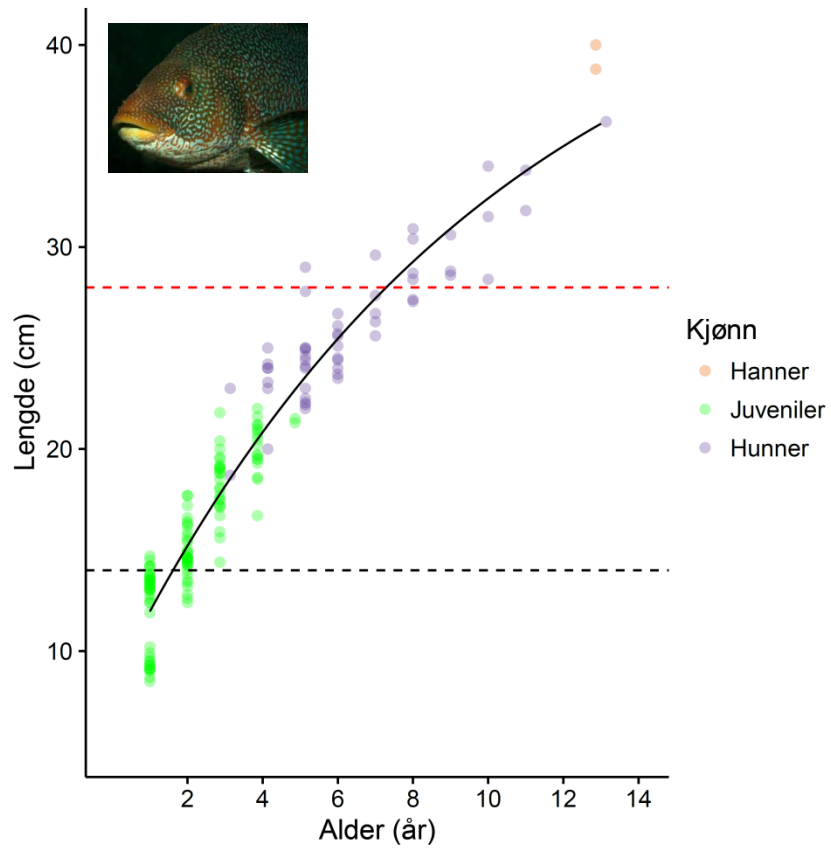 40
30
20
10
Lengde (cm)
2 4 6 8 10 12 14
Alder (år)
Kjønn
Hanner
Juveniler
Hunner